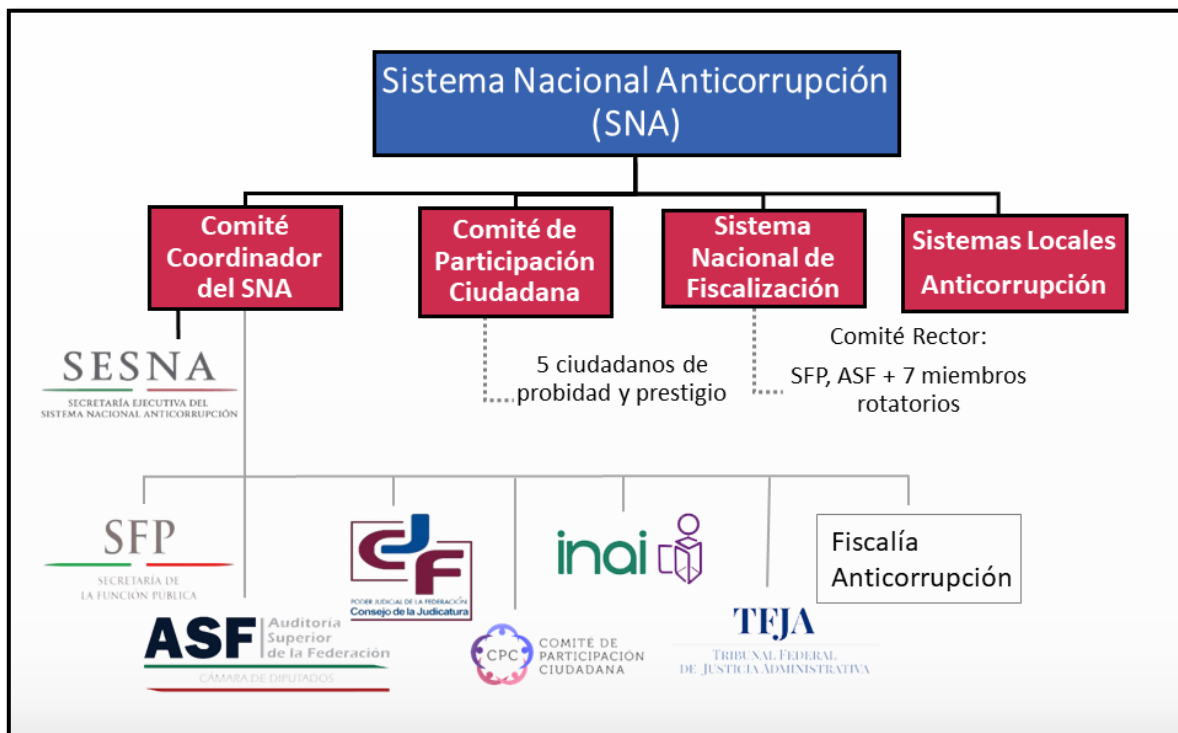 Sistema Nacional Anticorrupción
(SNA)
Comité
Coordinador
del SNA
Comité de
Participación
Ciudadana
Sistema
Nacional de
Fiscalización
Sistemas Locales
Anticorrupción
SESNA
SECRETARÍA EJECUTIVA DEL
SISTEMA NACIONAL ANTICORRUPCIÓN
5 ciudadanos de
probidad y prestigio
Comité Rector:
SFP, ASF + 7 miembros
rotatorios
SFP
SECRETARÍA DE
LA FUNCIÓN PÚBLICA
CJF
PODER JUDICIAL DE LA FEDERACIÓN
Consejo de la Judicatura
inai
Fiscalía
Anticorrupción
ASF
Auditoría
Superior
de la Federación
CÁMARA DE DIPUTADOS
CPC
COMITÉ DE
PARTICIPACIÓN
CIUDADANA
TFJA
TRIBUNAL FEDERAL
DE JUSTICIA ADMINISTRATIVA